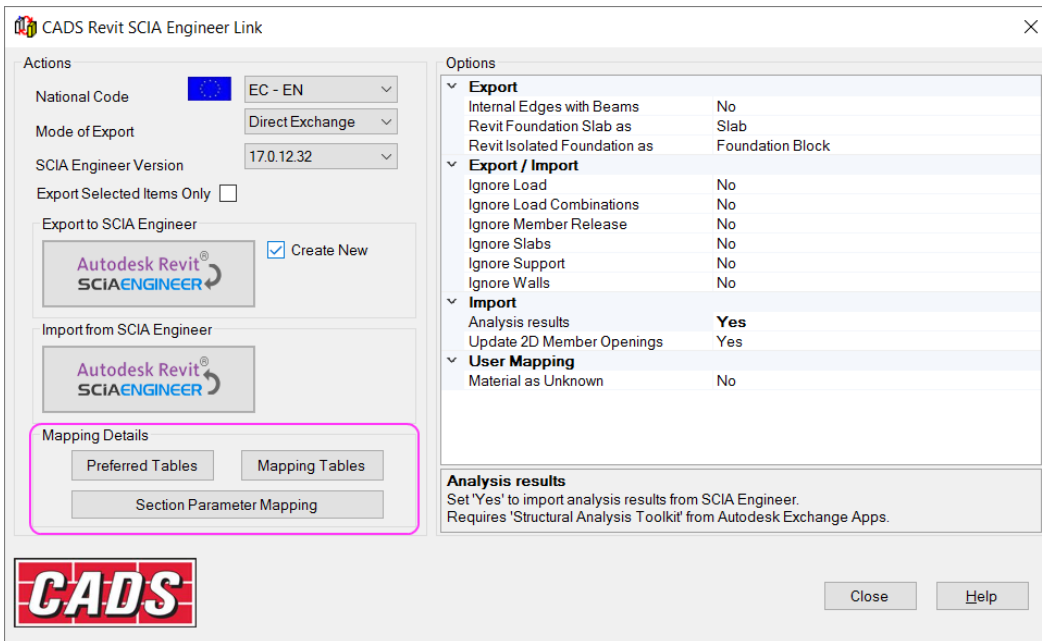 CADS Revit SCIA Engineer Link
Actions
National Code
EC - EN
Mode of Export
Direct Exchange
SCIA Engineer Version
17.0.12.32
Export Selected Items Only
Export to SCIA Engineer
Autodesk Revit®
SCiAENGINEER
Create New
Import from SCIA Engineer
Autodesk Revit®
SCiAENGINEER
Mapping Details
Preferred Tables
Mapping Tables
Section Parameter Mapping
CADS
Options
Export
Internal Edges with Beams No
Revit Foundation Slab as Slab
Revit Isolated Foundation as Foundation Block
Export / Import
Ignore Load No
Ignore Load Combinations No
Ignore Member Release No
Ignore Slabs No
Ignore Support No
Ignore Walls No
Import
Analysis results Yes
Update 2D Member Openings Yes
User Mapping
Material as Unknown No
Analysis results
Set 'Yes' to import analysis results from SCIA Engineer.
Requires 'Structural Analysis Toolkit' from Autodesk Exchange Apps.
Close
Help